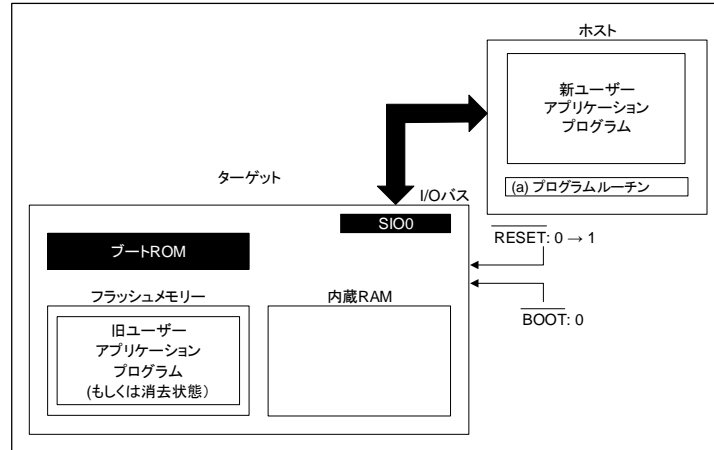 ホスト
新ユーザー
アプリケーション
プログラム
(a) プログラムルーチン
ターゲット
I/Oバス
SIO0
RESET: 0 → 1
ブートROM
フラッシュメモリー
内蔵RAM
BOOT: 0
旧ユーザー
アプリケーション
プログラム
(もしくは消去状態)